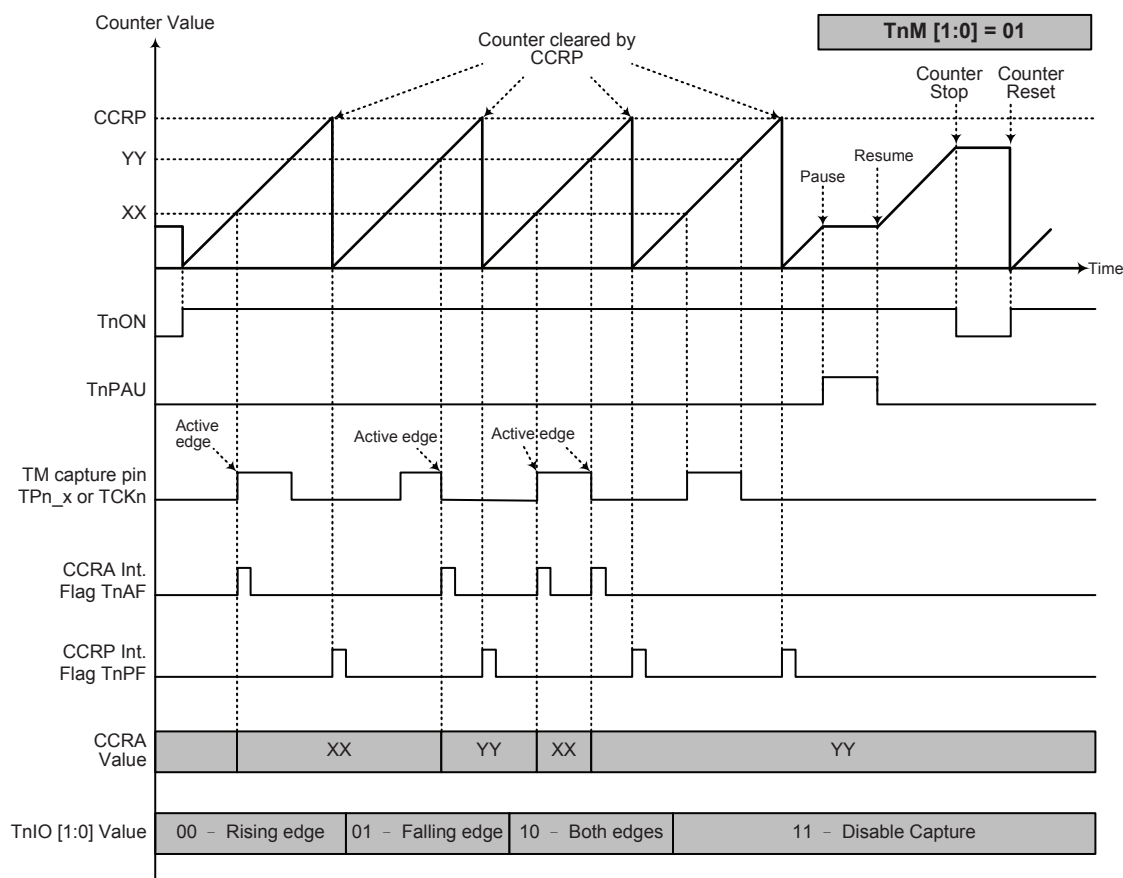 Counter Value
TnM [1:0] = 01
Counter cleared by
CCRP
Counter
Stop
Counter
Reset
CCRP
YY
XX
Pause
Resume
Time
TnON
TnPAU
Active
edge
Active edge
Active edge
TM capture pin
TPn_x or TCKn
CCRA Int.
Flag TnAF
CCRP Int.
Flag TnPF
CCRA
Value
XX
YY
XX
YY
TnIO [1:0] Value
00 – Rising edge
01 – Falling edge
10 – Both edges
11 – Disable Capture